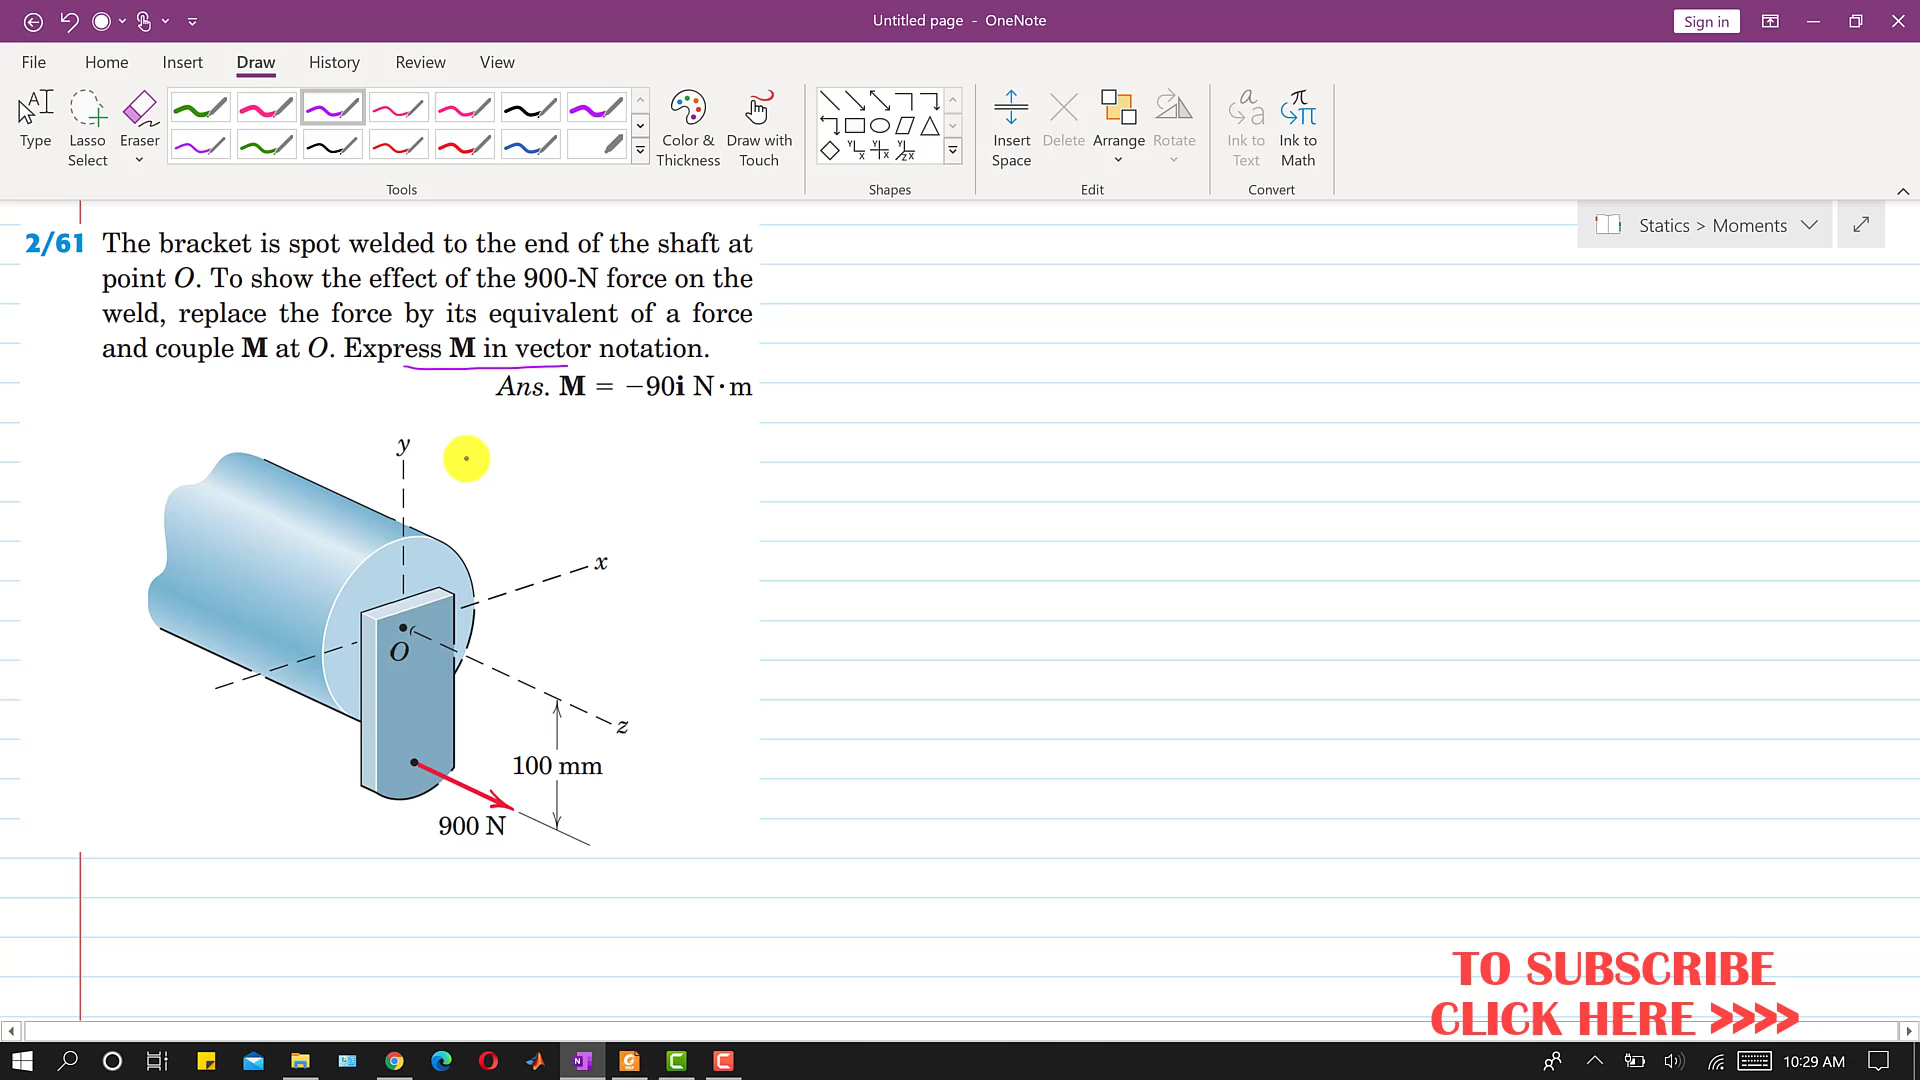 Untitled page - OneNote
Sign in
File Home Insert Draw History Review View
Type
Lasso Select
Eraser
Color & Thickness
Draw with Touch
Insert Space
Delete
Arrange
Rotate
Ink to Text
Ink to Math
Tools
Shapes
Edit
Convert
Statics > Moments
2/61 The bracket is spot welded to the end of the shaft at
point O. To show the effect of the 900-N force on the
weld, replace the force by its equivalent of a force
and couple M at O. Express M in vector notation.
Ans. M = −90i N·m
y
x
O
z
100 mm
900 N
TO SUBSCRIBE
CLICK HERE >>>>
10:29 AM